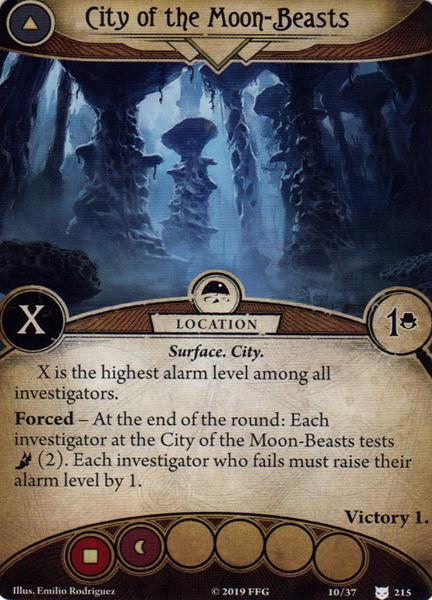 City of the Moon-Beasts
X
LOCATION
1
Surface. City.
X is the highest alarm level among all
investigators.
Forced – At the end of the round: Each
investigator at the City of the Moon-Beasts tests
(2). Each investigator who fails must raise their
alarm level by 1.
Victory 1.
Illus. Emilio Rodriguez © 2019 FFG 10/37 215